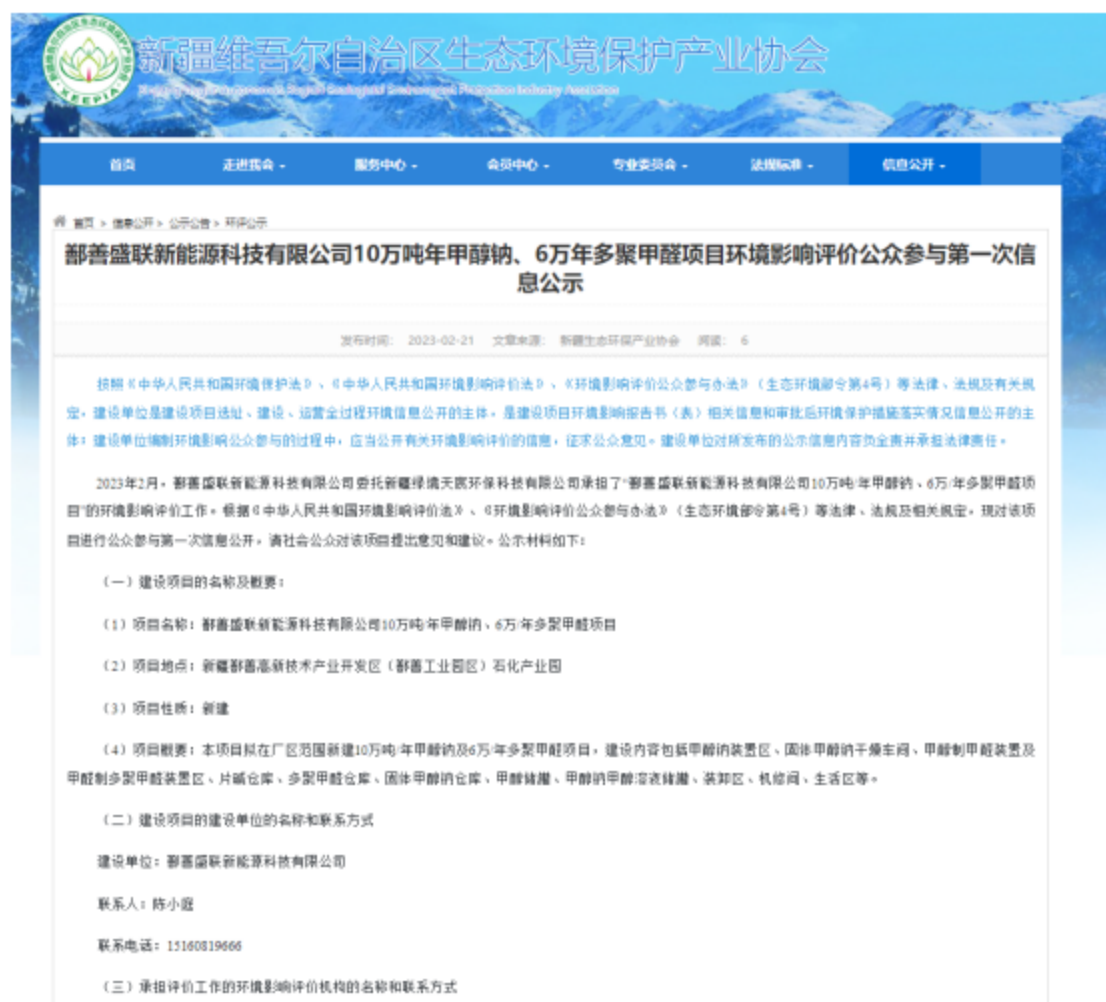 新疆维吾尔自治区生态环境保护产业协会
XEEPIA
首页 走进我会 服务中心 会员中心 专业委员会 法规标准 信息公开
首页 > 信息公开 > 公示公告 > 环评公示
鄯善盛联新能源科技有限公司10万吨年甲醇钠、6万年多聚甲醛项目环境影响评价公众参与第一次信
息公示
发布时间: 2023-02-21 文章来源: 新疆生态环保产业协会 阅读: 6
按照《中华人民共和国环境保护法》、《中华人民共和国环境影响评价法》、《环境影响评价公众参与办法》（生态环境部令第4号）等法律、法规及有关规
定。建设单位是建设项目选址、建设、运营全过程环境信息公开的主体，是建设项目环境影响报告书（表）相关信息和审批后环境保护措施落实情况信息公开的主
体；建设单位编制环境影响公众参与的过程中，应当公开有关环境影响评价的信息，征求公众意见。建设单位对所发布的公示信息内容负全责并承担法律责任。
2023年2月，鄯善盛联新能源科技有限公司委托新疆绿境天宸环保科技有限公司承担了“鄯善盛联新能源科技有限公司10万吨/年甲醇钠、6万/年多聚甲醛项
目”的环境影响评价工作。根据《中华人民共和国环境影响评价法》、《环境影响评价公众参与办法》（生态环境部令第4号）等法律、法规及相关规定，现对该项
目进行公众参与第一次信息公开，请社会公众对该项目提出意见和建议。公示材料如下：
（一）建设项目的名称及概要：
（1）项目名称：鄯善盛联新能源科技有限公司10万吨/年甲醇钠、6万/年多聚甲醛项目
（2）项目地点：新疆鄯善高新技术产业开发区（鄯善工业园区）石化产业园
（3）项目性质：新建
（4）项目概要：本项目拟在厂区范围新建10万吨/年甲醇钠及6万/年多聚甲醛项目，建设内容包括甲醇钠装置区、固体甲醇钠干燥车间、甲醇制甲醛装置及
甲醛制多聚甲醛装置区、片碱仓库、多聚甲醛仓库、固体甲醇钠仓库、甲醇储罐、甲醇钠甲醇溶液储罐、装卸区、机修间、生活区等。
（二）建设项目的建设单位的名称和联系方式
建设单位：鄯善盛联新能源科技有限公司
联系人：陈小庭
联系电话：15160819666
（三）承担评价工作的环境影响评价机构的名称和联系方式